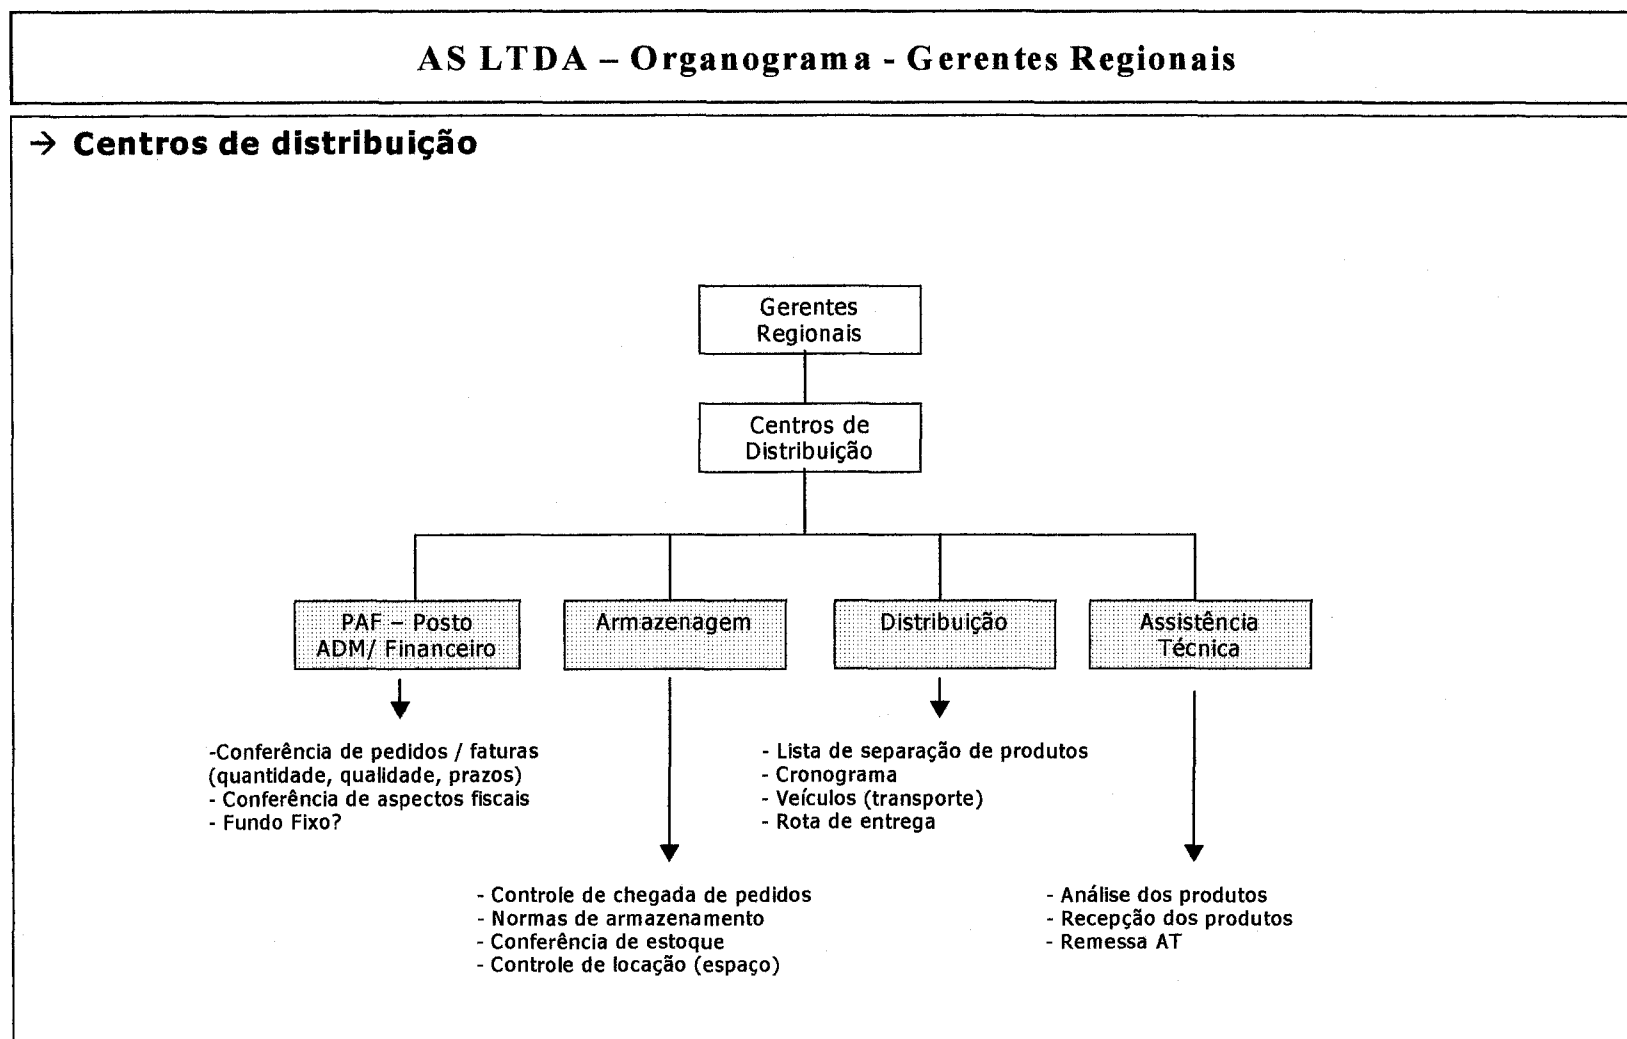 AS LTDA – Organograma - Gerentes Regionais
→ Centros de distribuição
Gerentes
Regionais
Centros de
Distribuição
PAF – Posto
ADM/ Financeiro
Armazenagem
Distribuição
Assistência
Técnica
-Conferência de pedidos / faturas
(quantidade, qualidade, prazos)
- Conferência de aspectos fiscais
- Fundo Fixo?
- Lista de separação de produtos
- Cronograma
- Veículos (transporte)
- Rota de entrega
- Controle de chegada de pedidos
- Normas de armazenamento
- Conferência de estoque
- Controle de locação (espaço)
- Análise dos produtos
- Recepção dos produtos
- Remessa AT